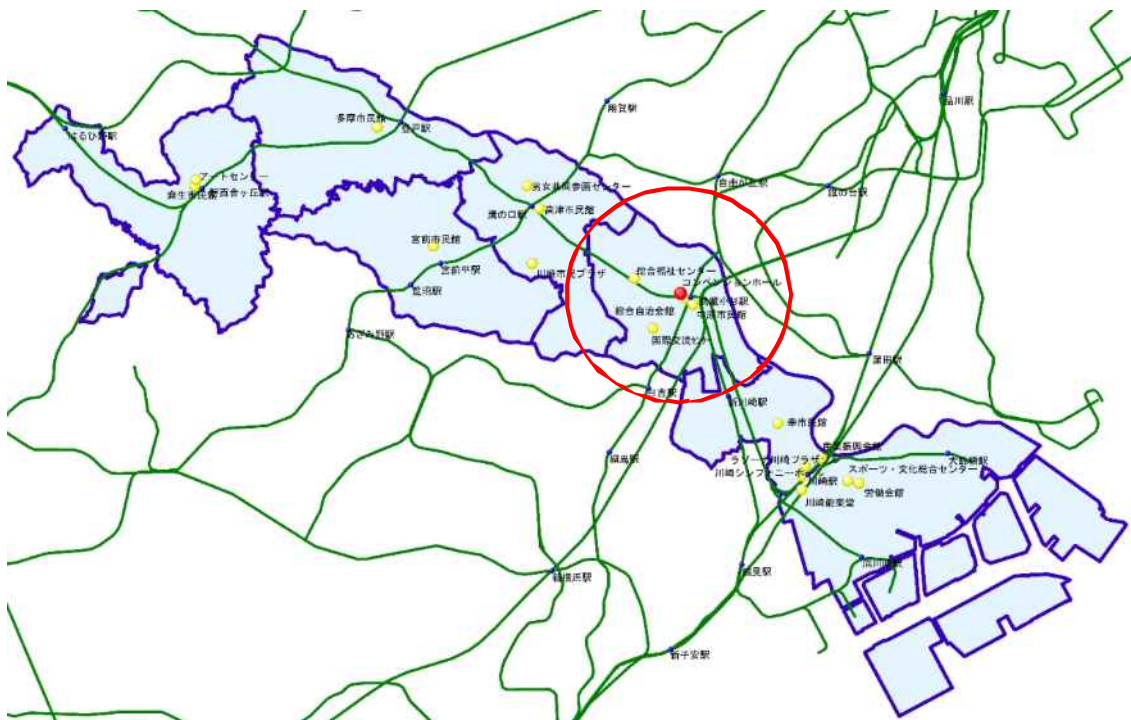 用賀駅
品川駅
多摩市民館
登戸駅
はるひ野駅
アートセンター
麻生市民館
新百合ヶ丘駅
男女共同参画センター
自由が丘駅
旗の台駅
溝の口駅
高津市民館
宮前市民館
宮前平駅
川崎市民プラザ
総合福祉センター
コンベンションホール
鷺沼駅
武蔵小杉駅
中原市民館
総合自治会館
国際交流センター
あざみ野駅
蒲田駅
日吉駅
新川崎駅
幸市民館
産業振興会館
綱島駅
ラゾーナ川崎プラザ
大師橋駅
川崎シンフォニーホール
スポーツ・文化総合センター
川崎駅
労働会館
川崎能楽堂
浜川崎駅
鶴見駅
新横浜駅
新子安駅